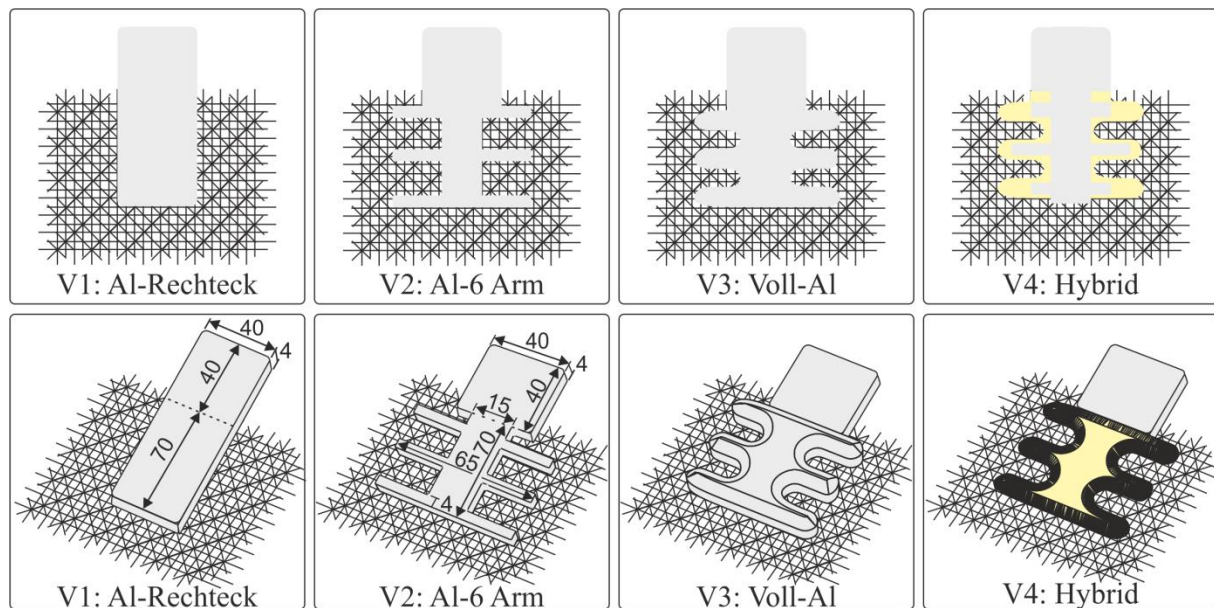 V1: Al-Rechteck
V2: Al-6 Arm
V3: Voll-Al
V4: Hybrid
40
4
40
70
V1: Al-Rechteck
40
4
40
15
70
65
4
V2: Al-6 Arm
V3: Voll-Al
V4: Hybrid